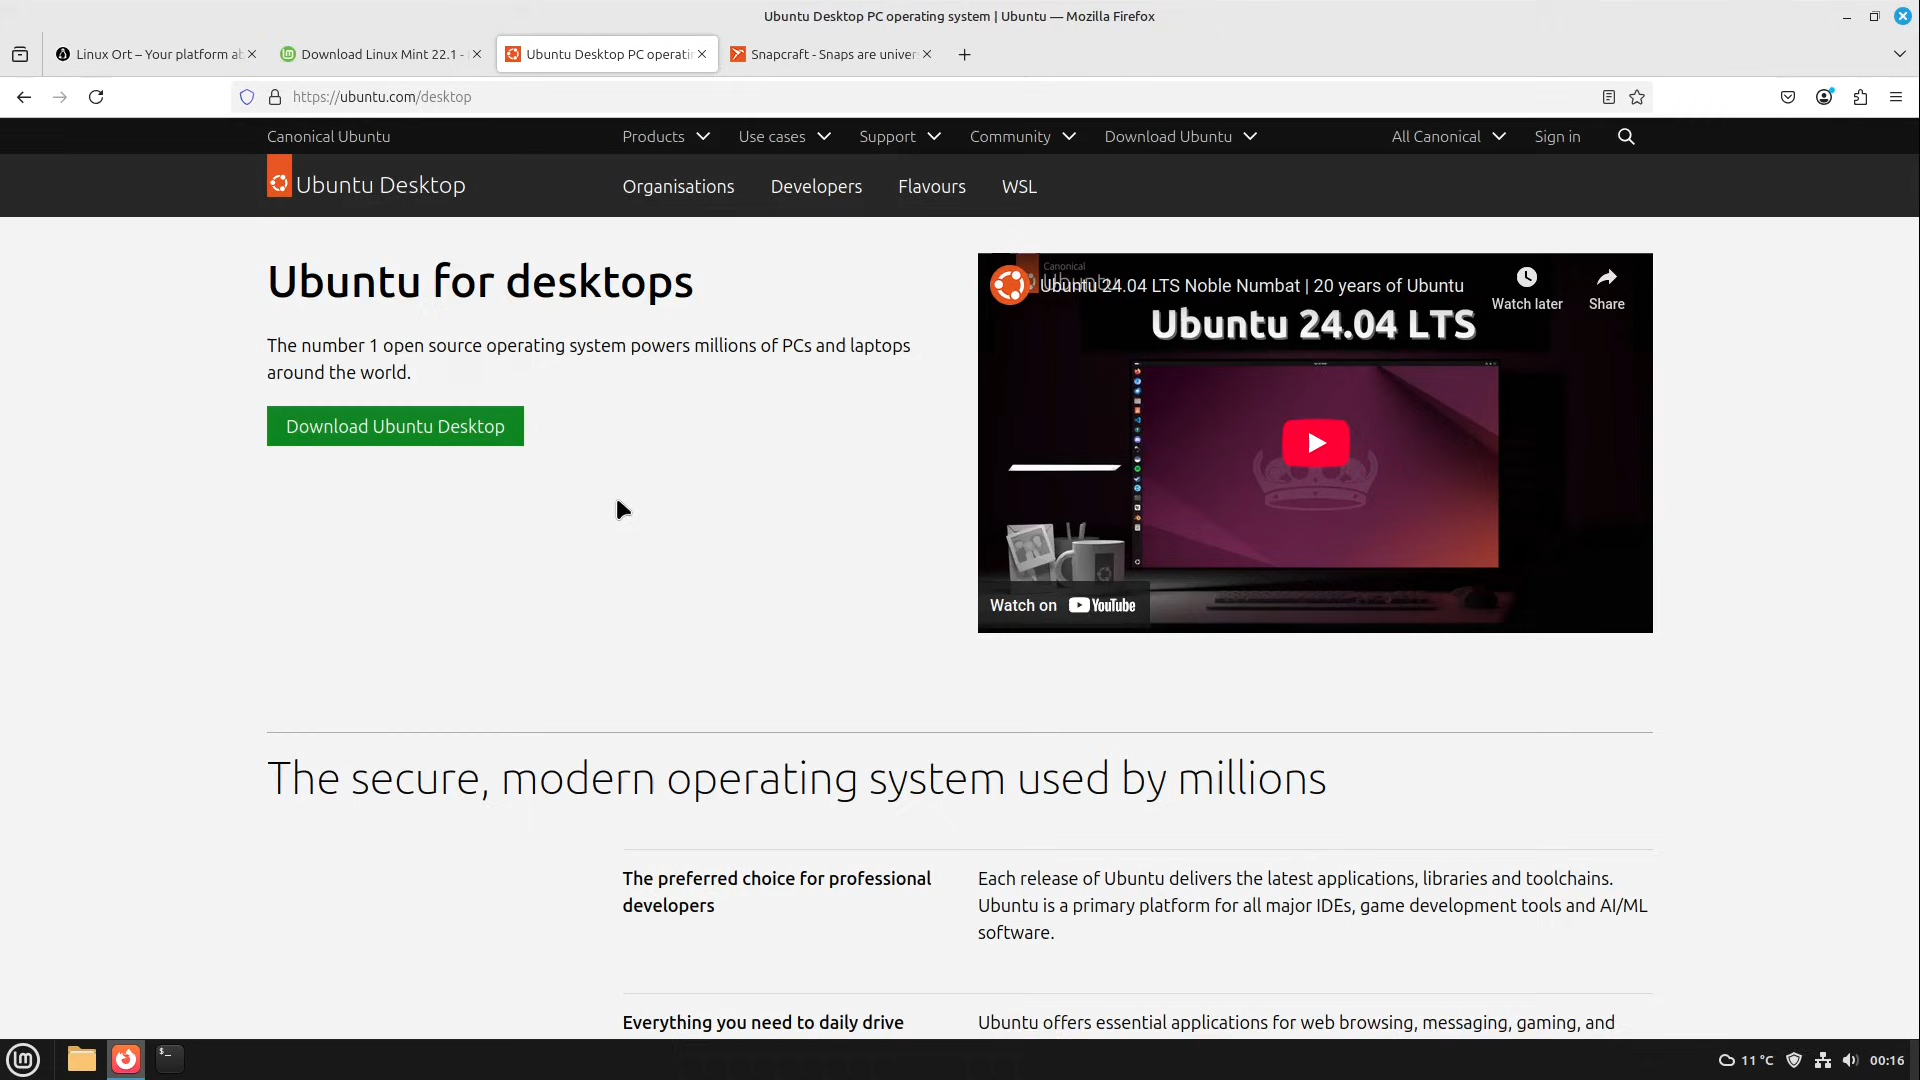 Ubuntu Desktop PC operating system | Ubuntu — Mozilla Firefox
Linux Ort – Your platform ab
Download Linux Mint 22.1 -
Ubuntu Desktop PC operati
Snapcraft - Snaps are univer
https://ubuntu.com/desktop
Canonical Ubuntu
Products
Use cases
Support
Community
Download Ubuntu
All Canonical
Sign in
Ubuntu Desktop
Organisations
Developers
Flavours
WSL
Ubuntu for desktops
The number 1 open source operating system powers millions of PCs and laptops
around the world.
Download Ubuntu Desktop
Canonical
Ubuntu
Ubuntu 24.04 LTS Noble Numbat | 20 years of Ubuntu
Watch later
Share
Ubuntu 24.04 LTS
Watch on YouTube
The secure, modern operating system used by millions
The preferred choice for professional
developers
Each release of Ubuntu delivers the latest applications, libraries and toolchains.
Ubuntu is a primary platform for all major IDEs, game development tools and AI/ML
software.
Everything you need to daily drive
Ubuntu offers essential applications for web browsing, messaging, gaming, and
11 °C
00:16